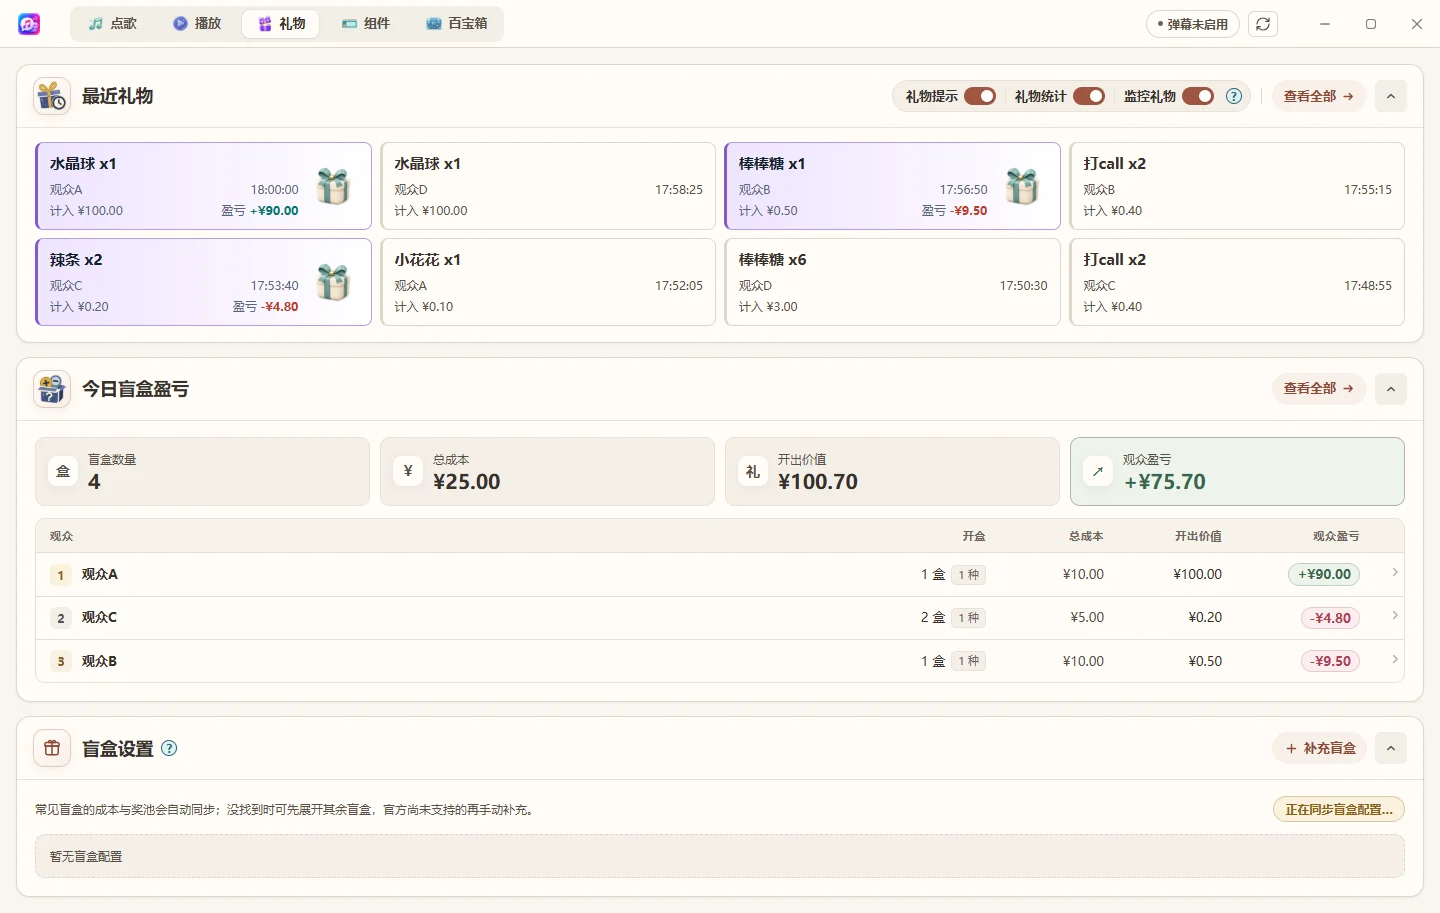 点歌 播放 礼物 组件 百宝箱 弹幕未启用
最近礼物 礼物提示 礼物统计 监控礼物 ? 查看全部 →
水晶球 x1
观众A 18:00:00
计入 ¥100.00 盈亏 +¥90.00
水晶球 x1
观众D 17:58:25
计入 ¥100.00
棒棒糖 x1
观众B 17:56:50
计入 ¥0.50 盈亏 -¥9.50
打call x2
观众B 17:55:15
计入 ¥0.40
辣条 x2
观众C 17:53:40
计入 ¥0.20 盈亏 -¥4.80
小花花 x1
观众A 17:52:05
计入 ¥0.10
棒棒糖 x6
观众D 17:50:30
计入 ¥3.00
打call x2
观众C 17:48:55
计入 ¥0.40
今日盲盒盈亏 查看全部 →
盒 盲盒数量
4
¥ 总成本
¥25.00
礼 开出价值
¥100.70
观众盈亏
+¥75.70
观众 开盒 总成本 开出价值 观众盈亏
1 观众A 1 盒 1 种 ¥10.00 ¥100.00 +¥90.00
2 观众C 2 盒 1 种 ¥5.00 ¥0.20 -¥4.80
3 观众B 1 盒 1 种 ¥10.00 ¥0.50 -¥9.50
盲盒设置 ? + 补充盲盒
常见盲盒的成本与奖池会自动同步；没找到时可先展开其余盲盒，官方尚未支持的再手动补充。 正在同步盲盒配置...
暂无盲盒配置